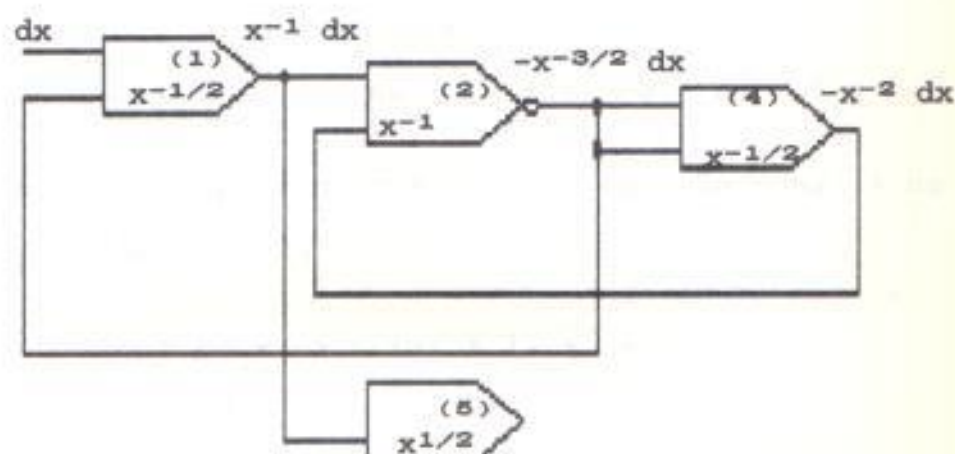 dx
x⁻¹ dx
(1)
x⁻¹/²
-x⁻³/² dx
(2)
x⁻¹
(4)
x⁻¹/²
-x⁻² dx
(5)
x¹/²